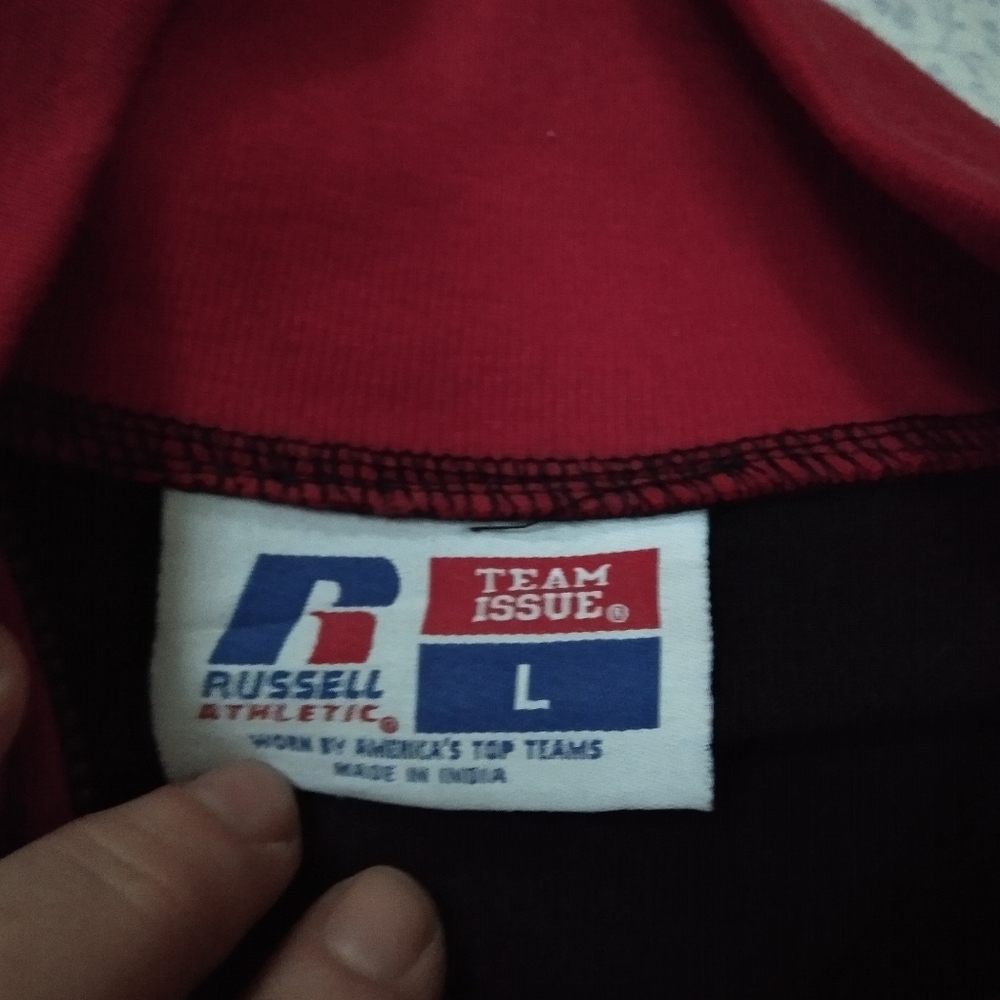 RUSSELL
ATHLETIC®
TEAM
ISSUE®
L
WORN BY AMERICA'S TOP TEAMS
MADE IN INDIA